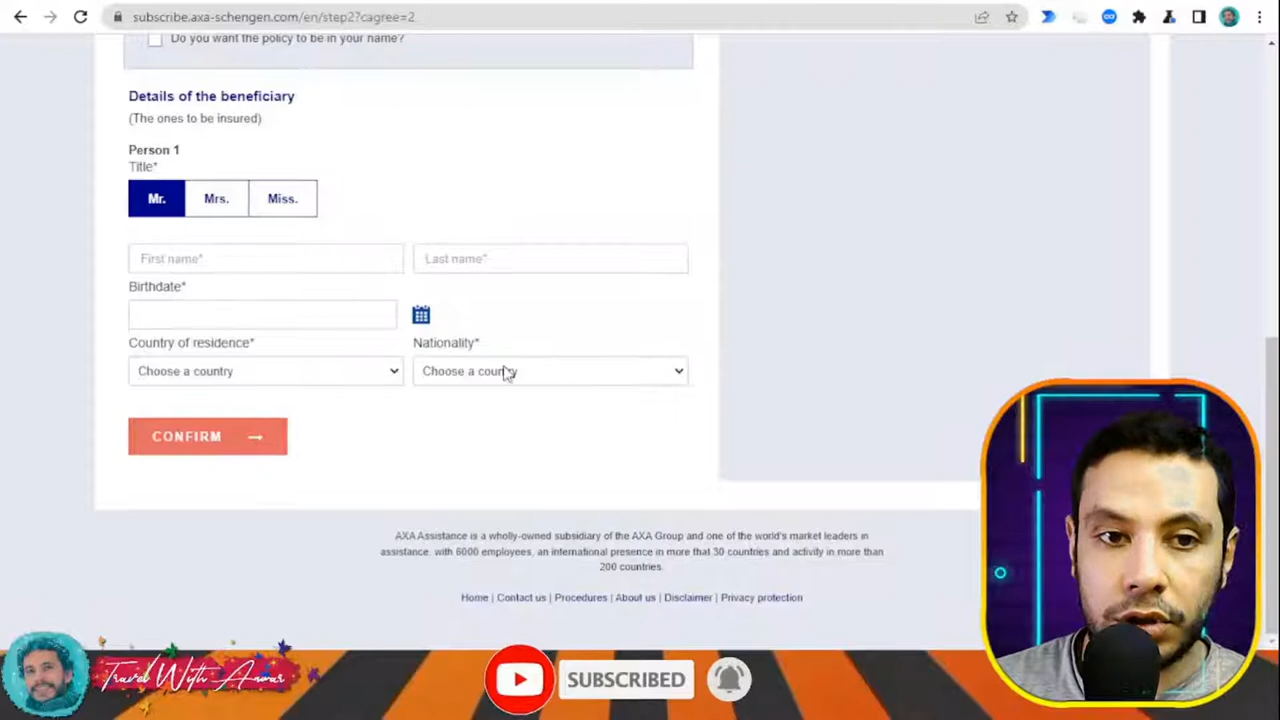 subscribe.axa-schengen.com/en/step2?cagree=2
Do you want the policy to be in your name?
Details of the beneficiary
(The ones to be insured)
Person 1
Title*
Mr.
Mrs.
Miss.
First name*
Last name*
Birthdate*
Country of residence*
Nationality*
Choose a country
Choose a country
CONFIRM
AXA Assistance is a wholly-owned subsidiary of the AXA Group and one of the world's market leaders in
assistance, with 6000 employees, an international presence in more that 30 countries and activity in more than
200 countries.
Home | Contact us | Procedures | About us | Disclaimer | Privacy protection
Travel With Anwar
SUBSCRIBED